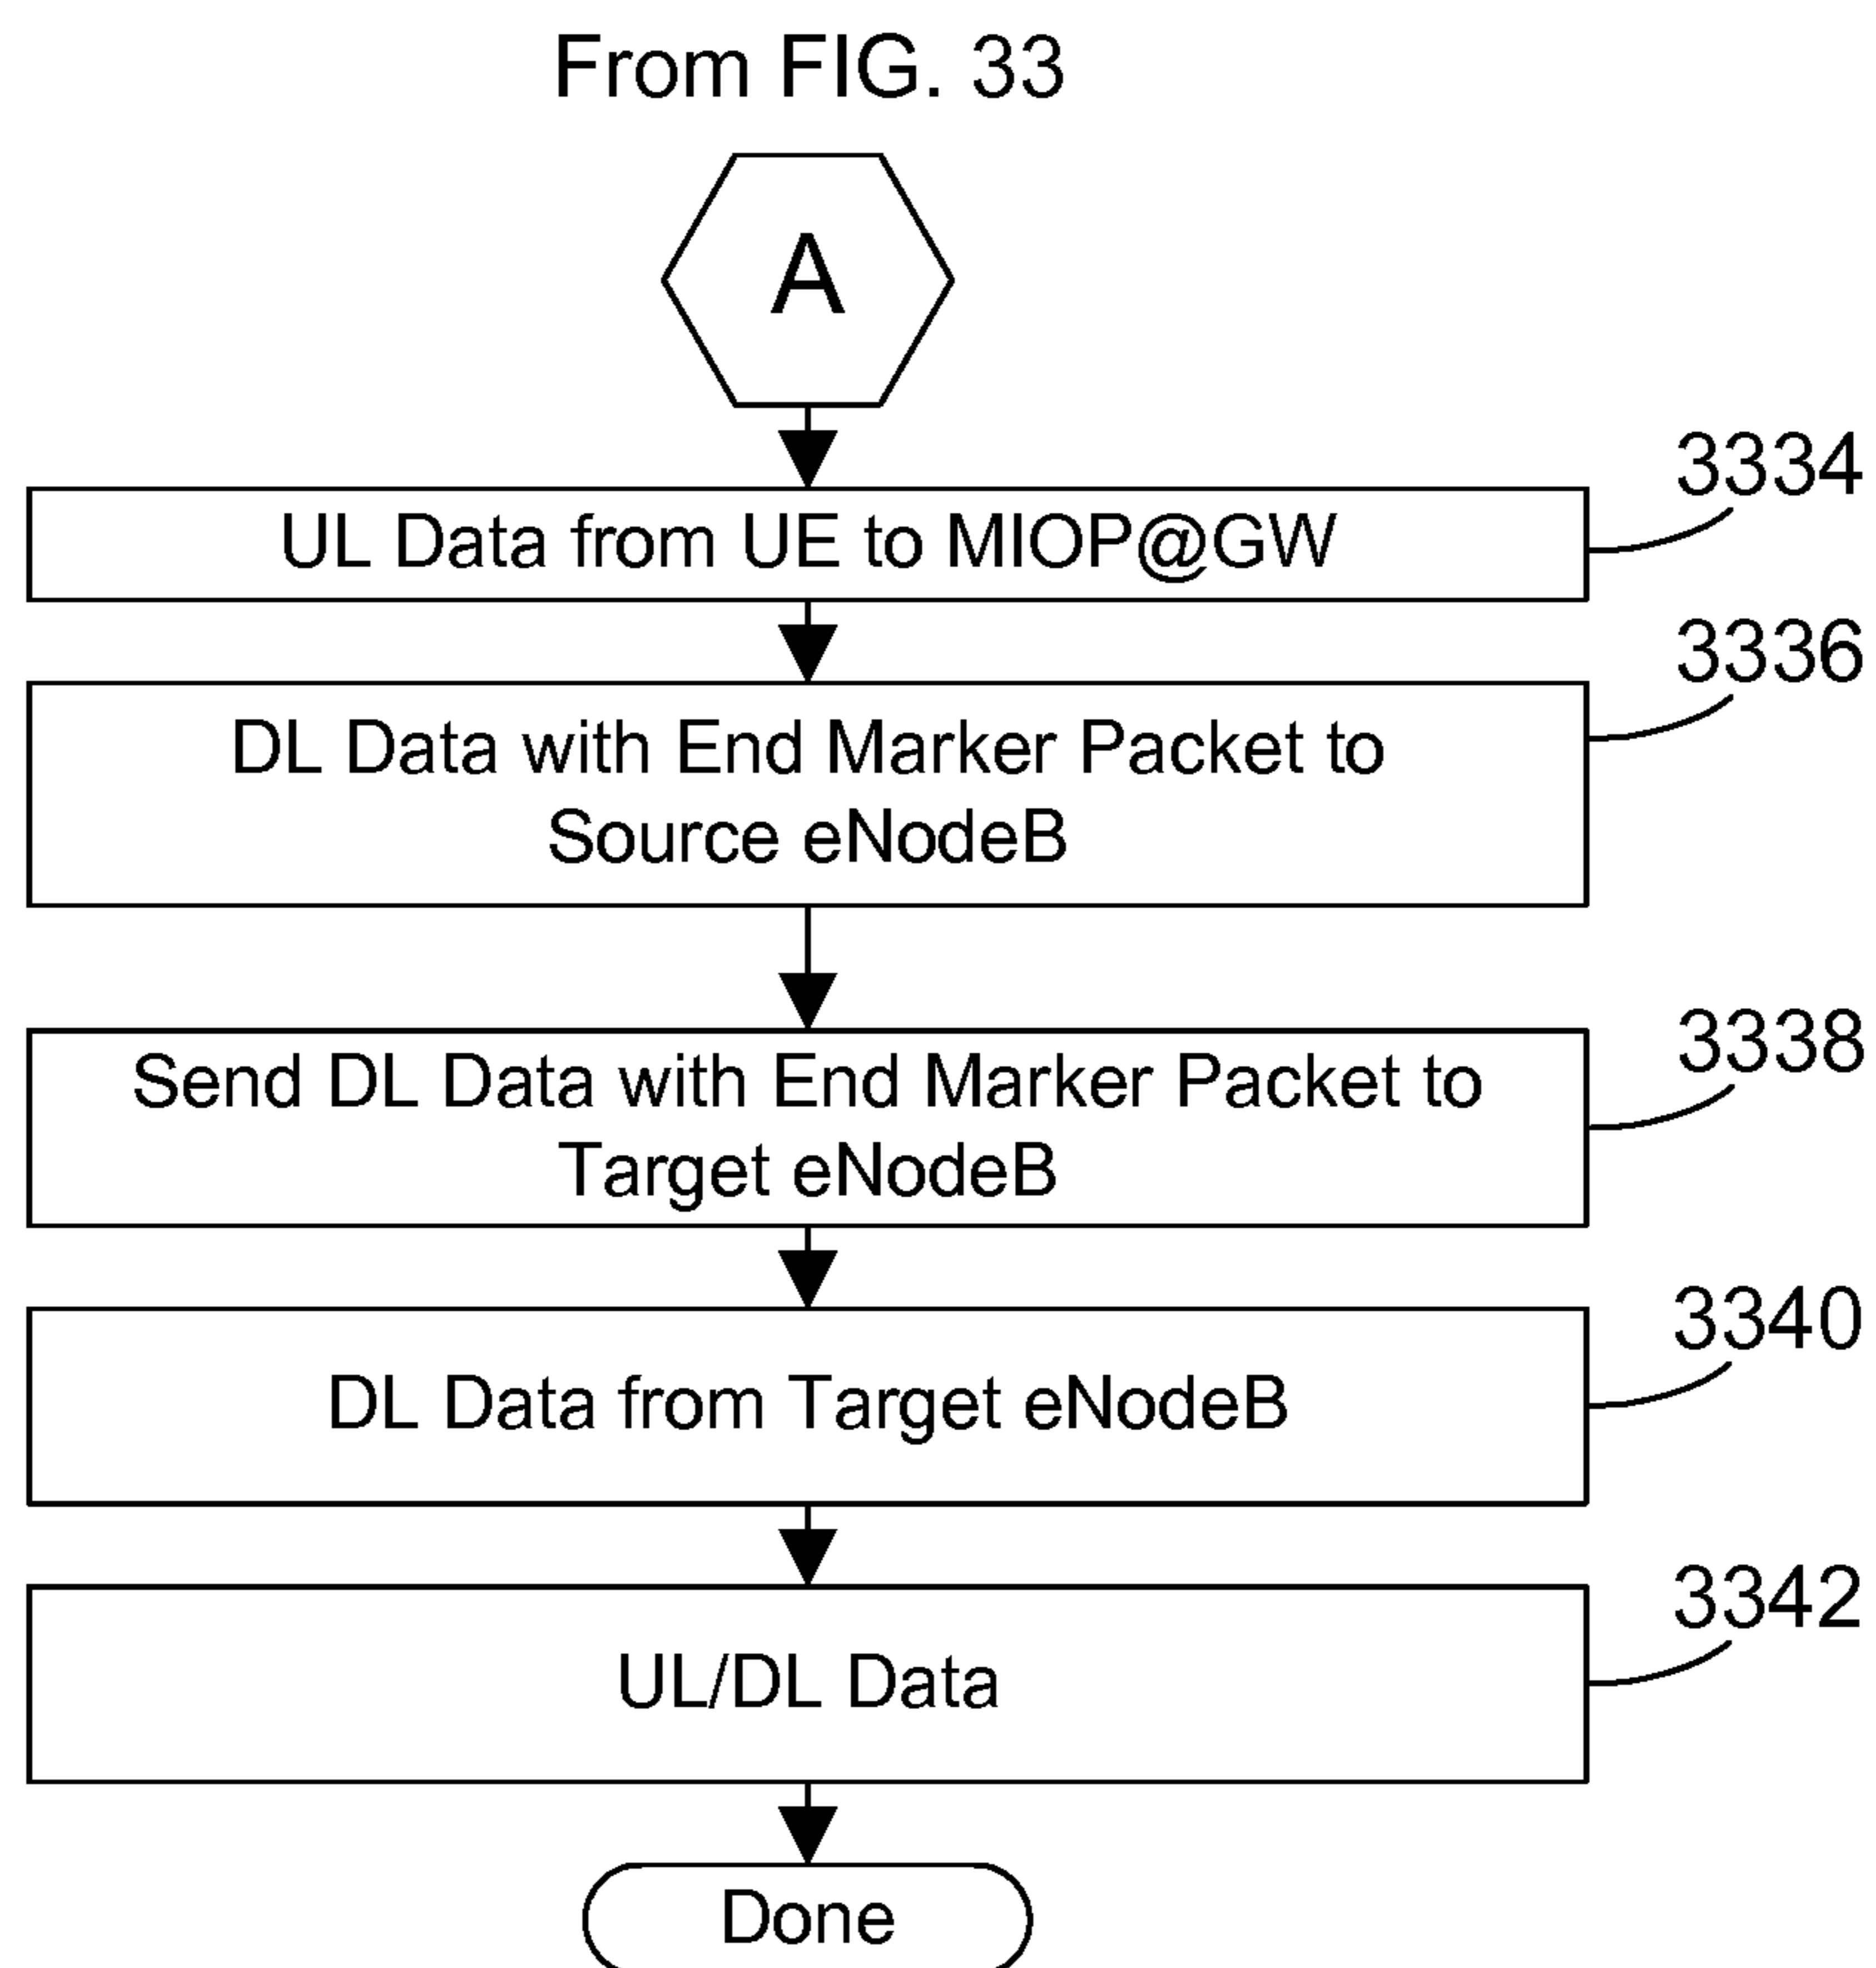 From FIG. 33
A
3334
UL Data from UE to MIOP@GW
3336
DL Data with End Marker Packet to
Source eNodeB
3338
Send DL Data with End Marker Packet to
Target eNodeB
3340
DL Data from Target eNodeB
3342
UL/DL Data
Done